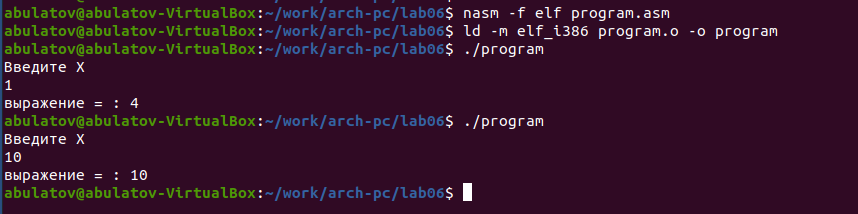 abulatov@abulatov-VirtualBox:~/work/arch-pc/lab06$ nasm -f elf program.asm
abulatov@abulatov-VirtualBox:~/work/arch-pc/lab06$ ld -m elf_i386 program.o -o program
abulatov@abulatov-VirtualBox:~/work/arch-pc/lab06$ ./program
Введите X
1
выражение = : 4
abulatov@abulatov-VirtualBox:~/work/arch-pc/lab06$ ./program
Введите X
10
выражение = : 10
abulatov@abulatov-VirtualBox:~/work/arch-pc/lab06$